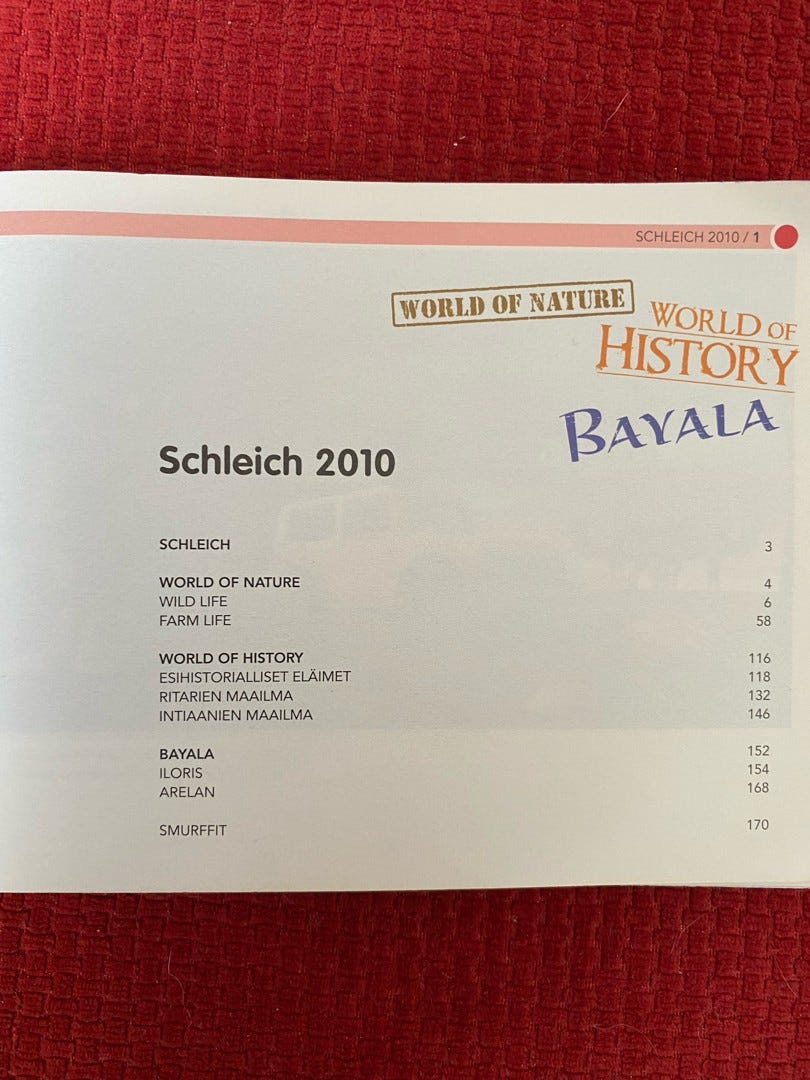 SCHLEICH 2010 / 1
WORLD OF NATURE
WORLD OF
HISTORY
BAYALA
Schleich 2010
SCHLEICH 3
WORLD OF NATURE 4
WILD LIFE 6
FARM LIFE 58
WORLD OF HISTORY 116
ESIHISTORIALLISET ELÄIMET 118
RITARIEN MAAILMA 132
INTIAANIEN MAAILMA 146
BAYALA 152
ILORIS 154
ARELAN 168
SMURFFIT 170